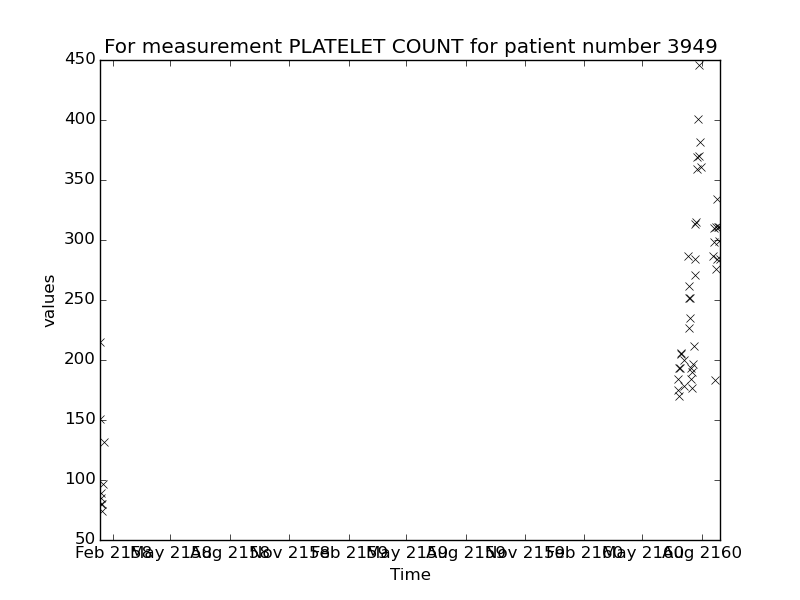 For measurement PLATELET COUNT for patient number 3949
450
400
350
300
250
200
150
100
50
values
Feb 2158 May 2158 Aug 2158 Nov 2158 Feb 2159 May 2159 Aug 2159 Nov 2159 Feb 2160 May 2160 Aug 2160
Time